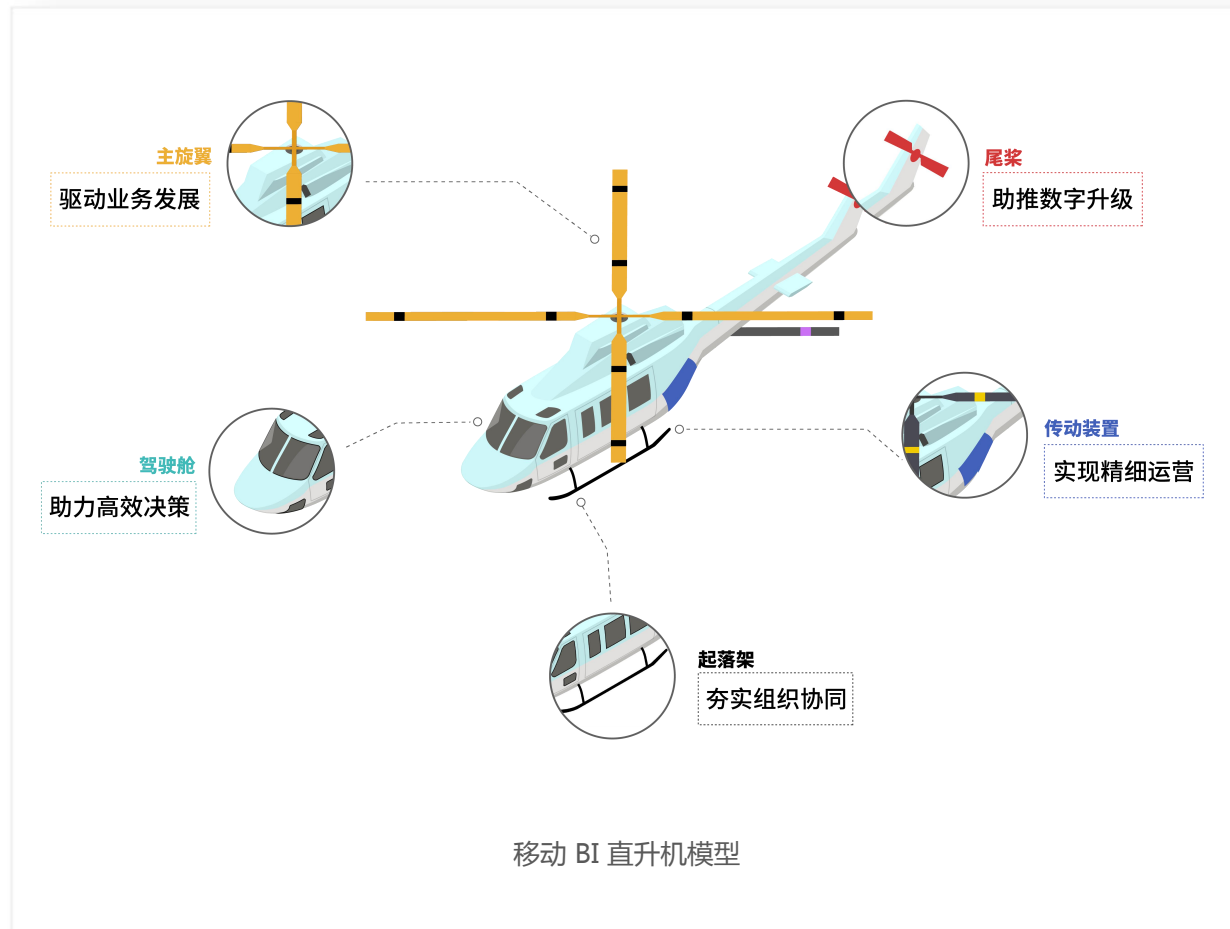 主旋翼
驱动业务发展
尾桨
助推数字升级
驾驶舱
助力高效决策
传动装置
实现精细运营
起落架
夯实组织协同
移动 BI 直升机模型